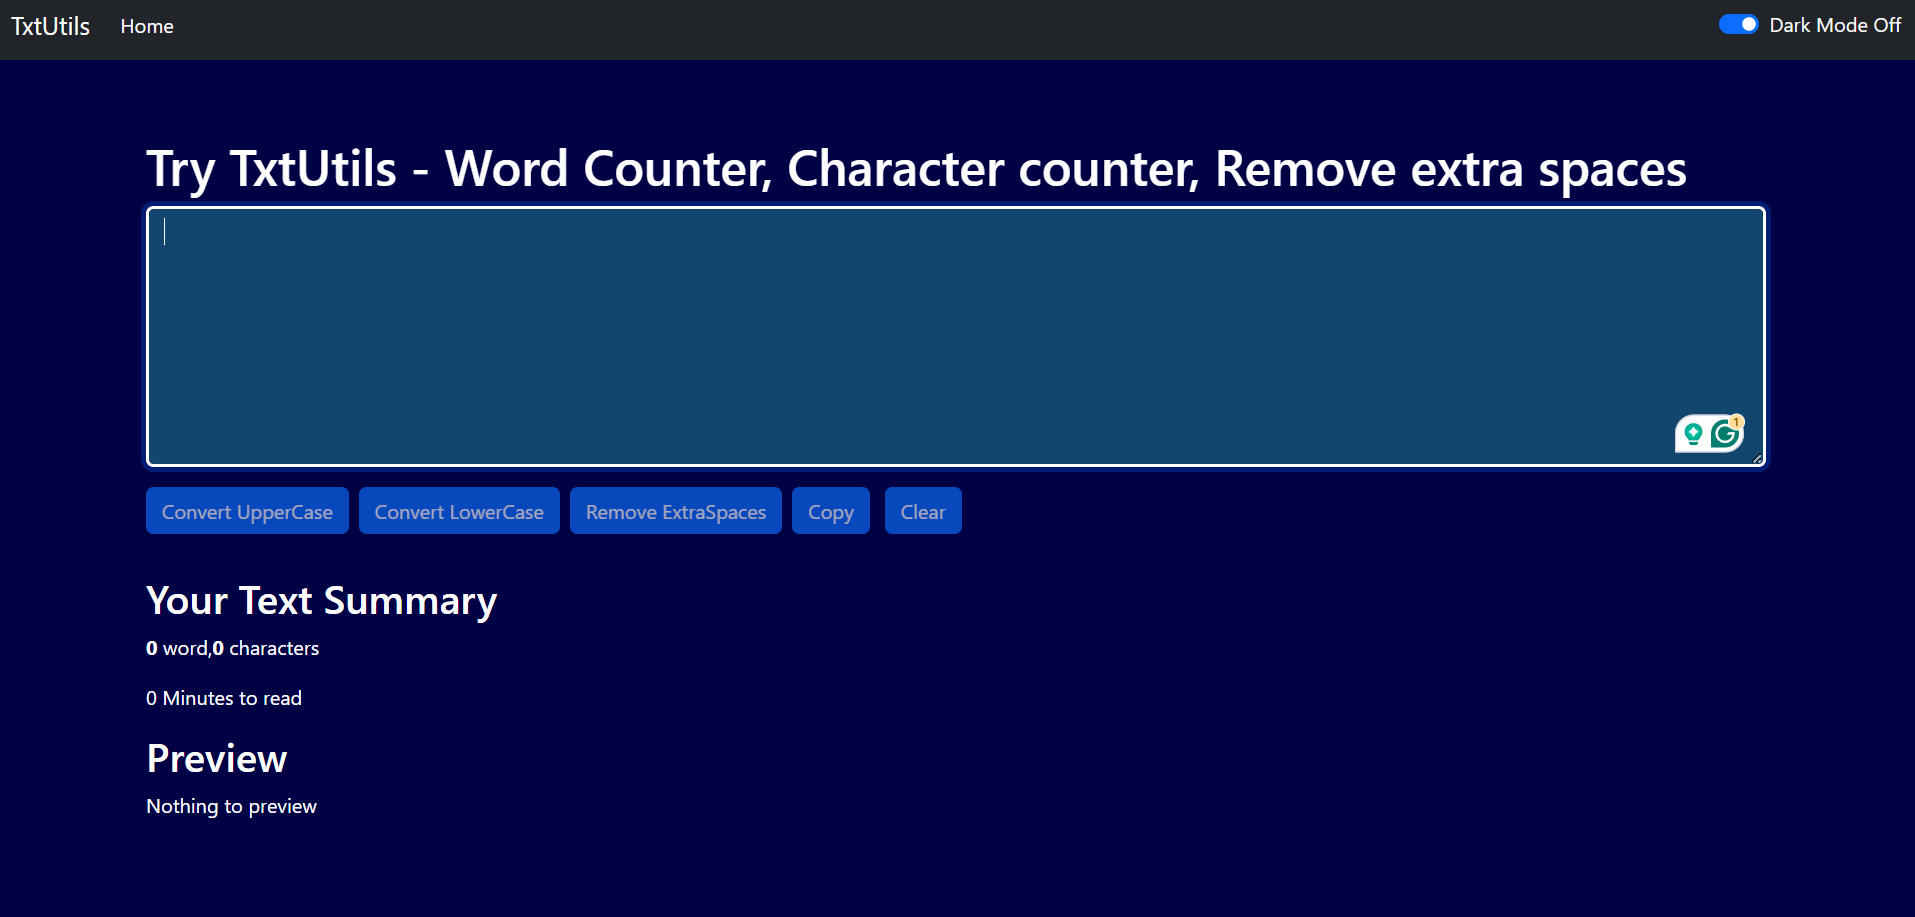 TxtUtils Home Dark Mode Off
Try TxtUtils - Word Counter, Character counter, Remove extra spaces
1
Convert UpperCase Convert LowerCase Remove ExtraSpaces Copy Clear
Your Text Summary
0 word,0 characters
0 Minutes to read
Preview
Nothing to preview